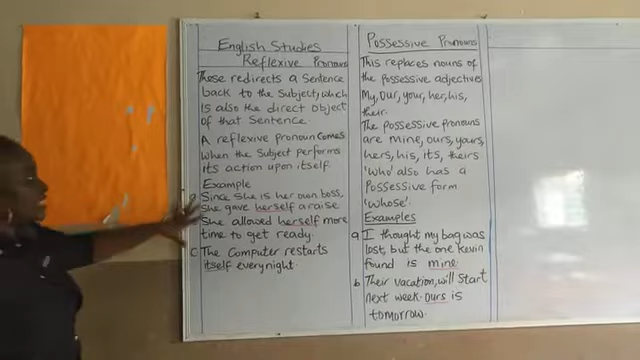 English Studies
Reflexive Pronouns
Those redirects a Sentence
back to the Subject, which
is also the direct object
of that Sentence.
A reflexive pronoun comes
when the Subject performs
its action upon itself.
Example
Since She is her own boss,
she gave herself a raise
She allowed herself more
time to get ready.
c The Computer restarts
itself everynight.
Possessive Pronouns
This replaces nouns of
the possessive adjectives
My, Our, your, her, his,
their.
The possessive pronouns
are mine, ours, yours,
hers, his, its, theirs
'Who' also has a
Possessive form
'whose'.
Examples
a I thought my bag was
lost, but the one kevin
found is mine.
b Their vacation, will Start
next week. Ours is
tomorrow.